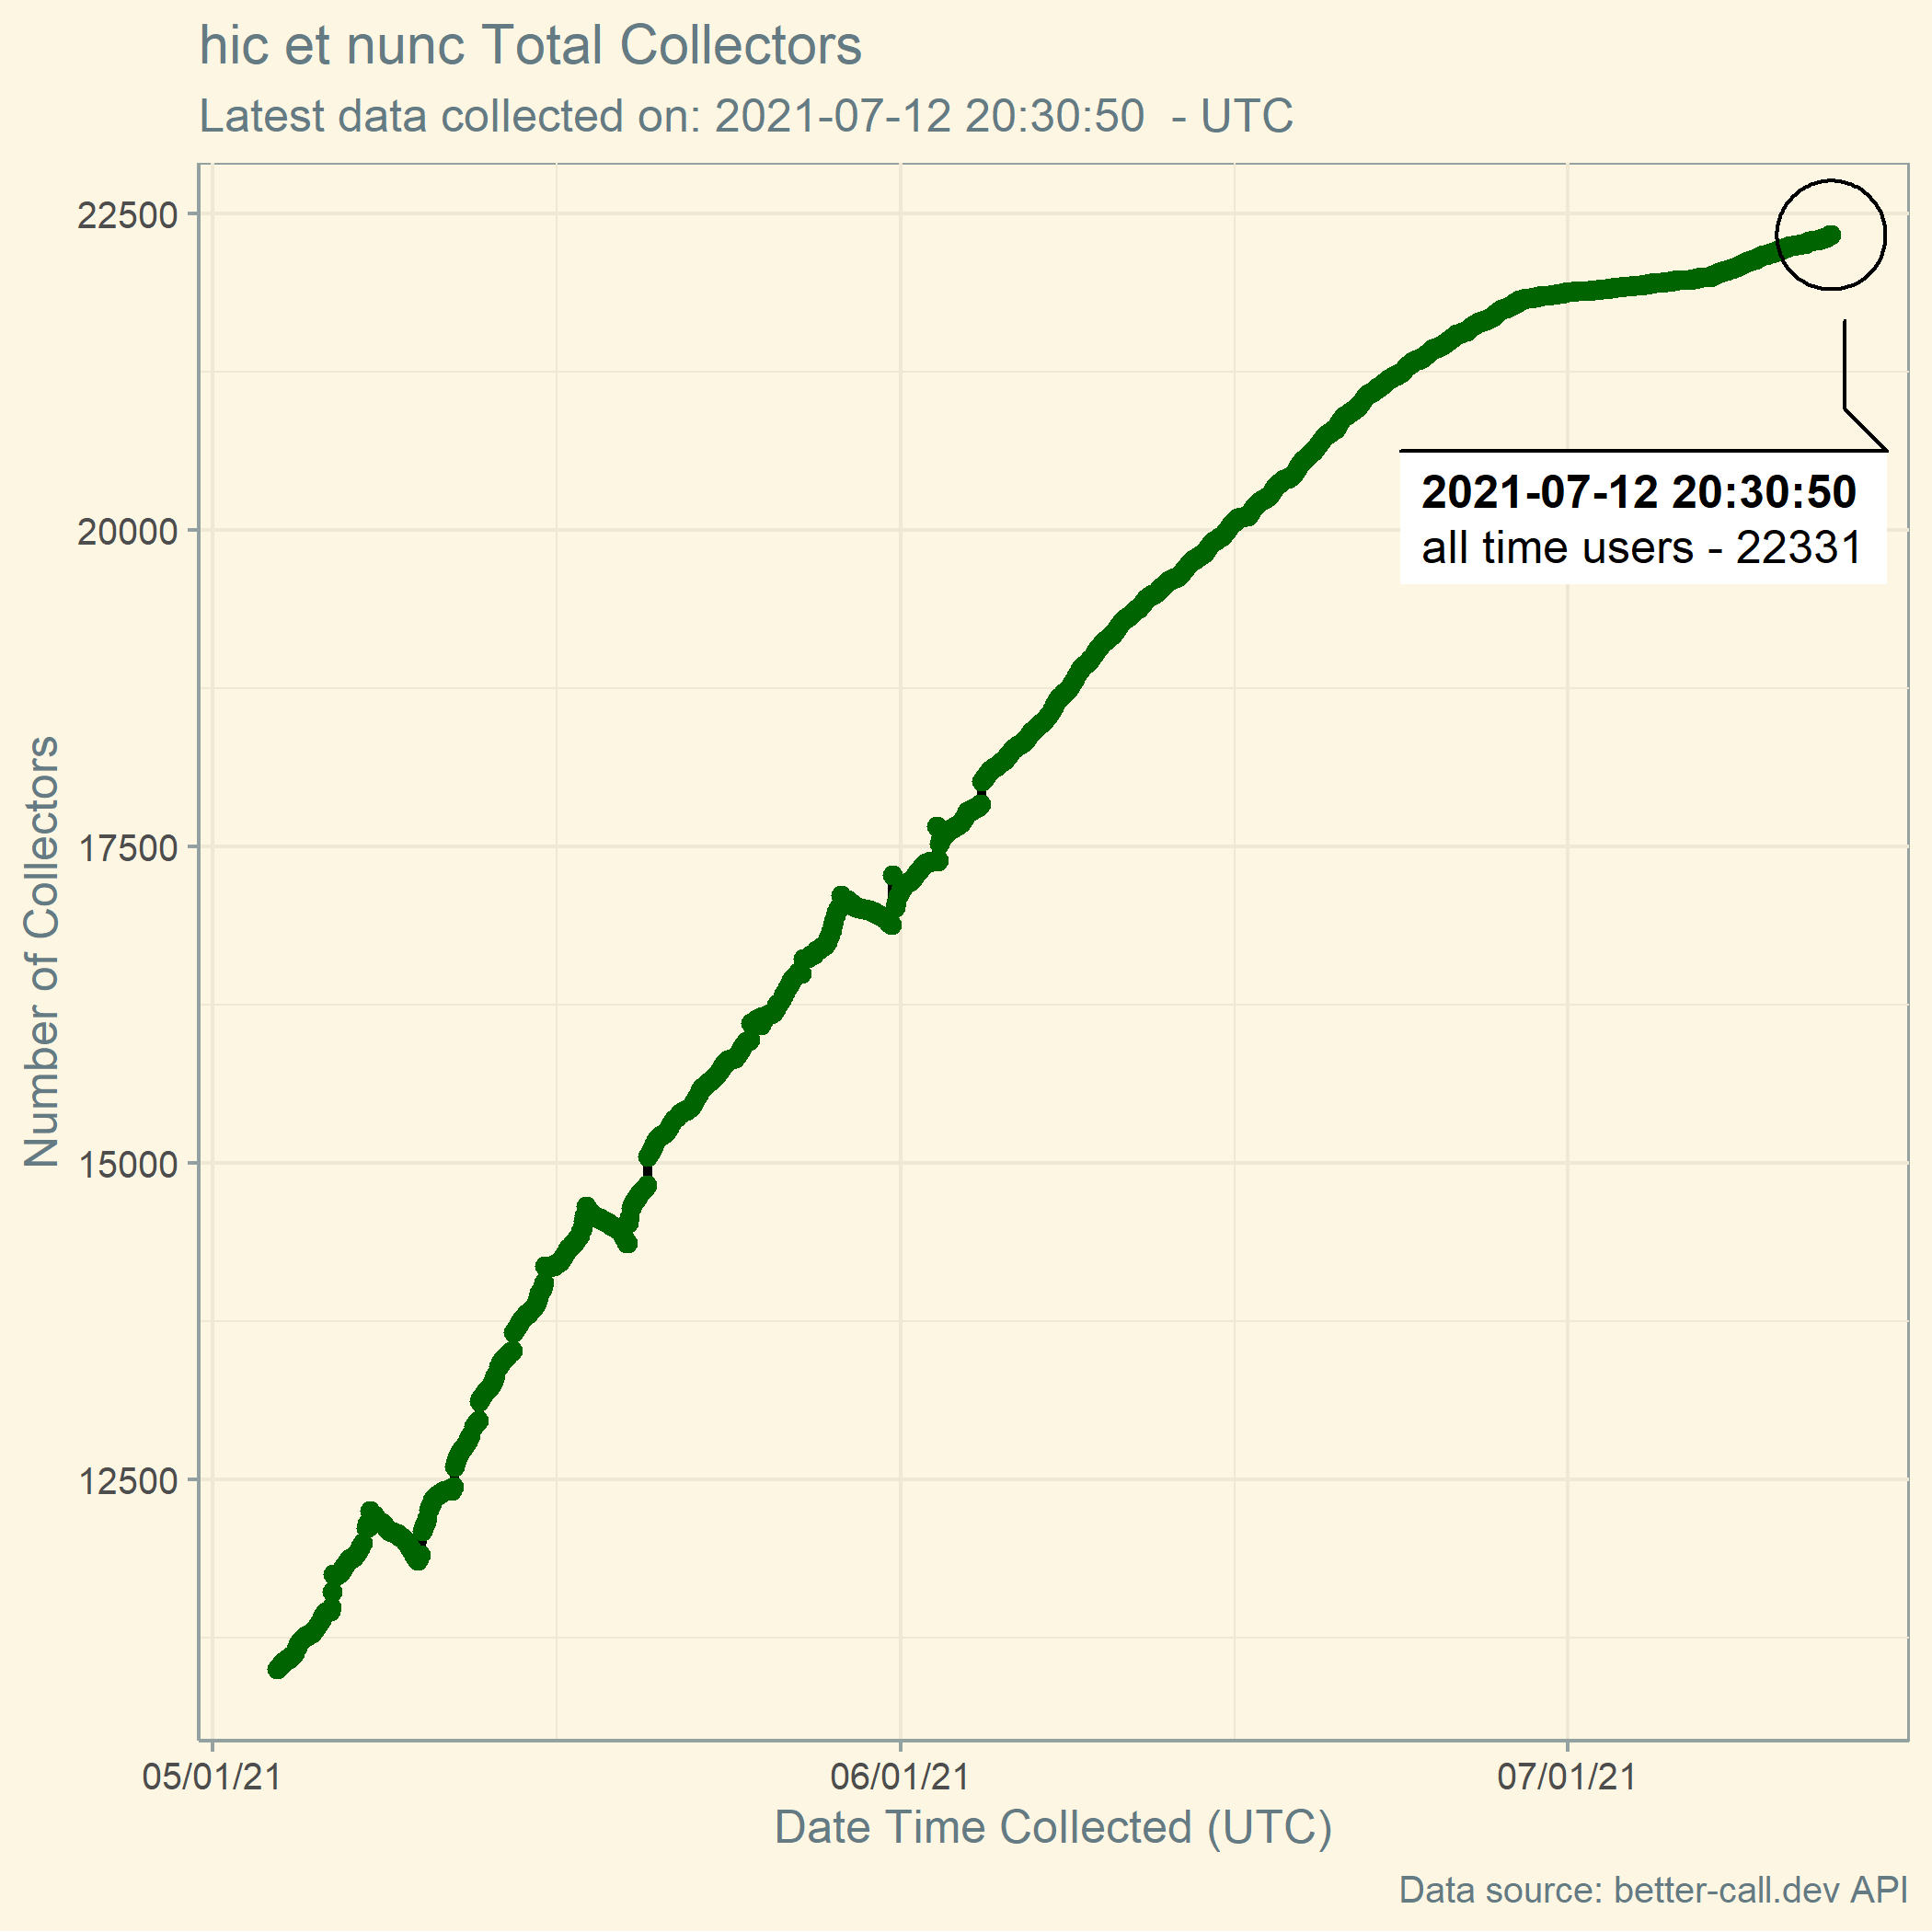 hic et nunc Total Collectors
Latest data collected on: 2021-07-12 20:30:50  - UTC
22500
20000
17500
15000
12500
Number of Collectors
2021-07-12 20:30:50
all time users - 22331
05/01/21
06/01/21
07/01/21
Date Time Collected (UTC)
Data source: better-call.dev API